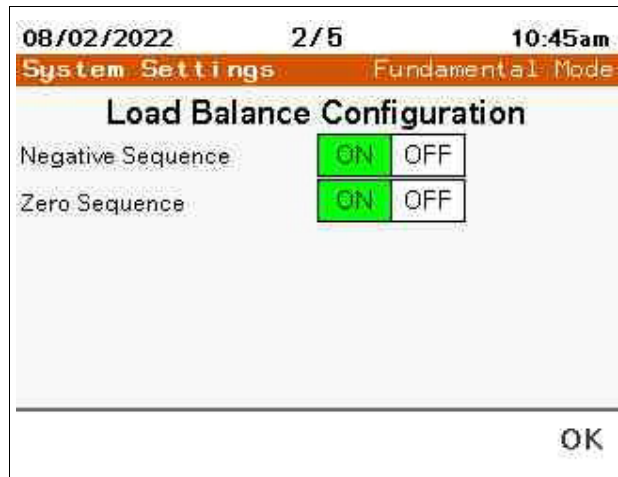 08/02/2022 2/5 10:45am
System Settings Fundamental Mode
Load Balance Configuration
Negative Sequence ON OFF
Zero Sequence ON OFF
OK